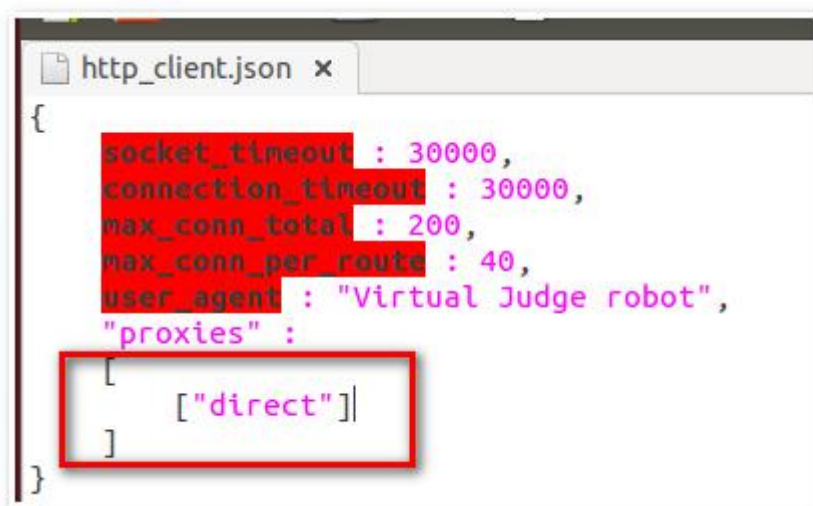 http_client.json ×
{
socket_timeout : 30000,
connection_timeout : 30000,
max_conn_total : 200,
max_conn_per_route : 40,
user_agent : "Virtual Judge robot",
"proxies" :
[
["direct"]
]
}